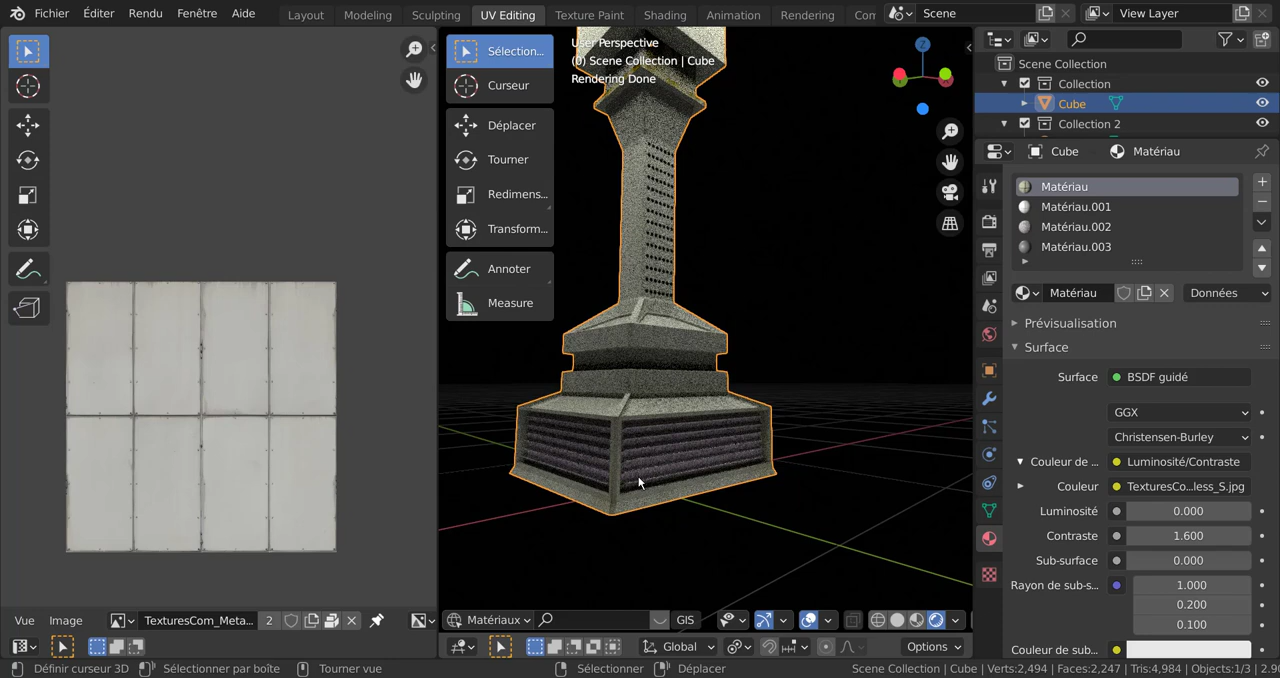 Fichier Éditer Rendu Fenêtre Aide Layout Modeling Sculpting UV Editing Texture Paint Shading Animation Rendering Com Scene View Layer
User Perspective
(0) Scene Collection | Cube
Rendering Done
Z
Sélection...
Curseur
Déplacer
Tourner
Redimens...
Transform...
Annoter
Measure
Scene Collection
Collection
Cube
Collection 2
Cube Matériau
Matériau
Matériau.001
Matériau.002
Matériau.003
Matériau Données
Prévisualisation
Surface
Surface BSDF guidé
GGX
Christensen-Burley
Couleur de ... Luminosité/Contraste
Couleur TexturesCo...less_S.jpg
Luminosité 0.000
Contraste 1.600
Sub-surface 0.000
Rayon de sub-s... 1.000
0.200
0.100
Couleur de sub...
Vue Image TexturesCom_Meta... 2 Matériaux GIS
Global Options
Définir curseur 3D Sélectionner par boîte Tourner vue Sélectionner Déplacer Scene Collection | Cube | Verts:2,494 | Faces:2,247 | Tris:4,984 | Objects:1/3 | 2.9